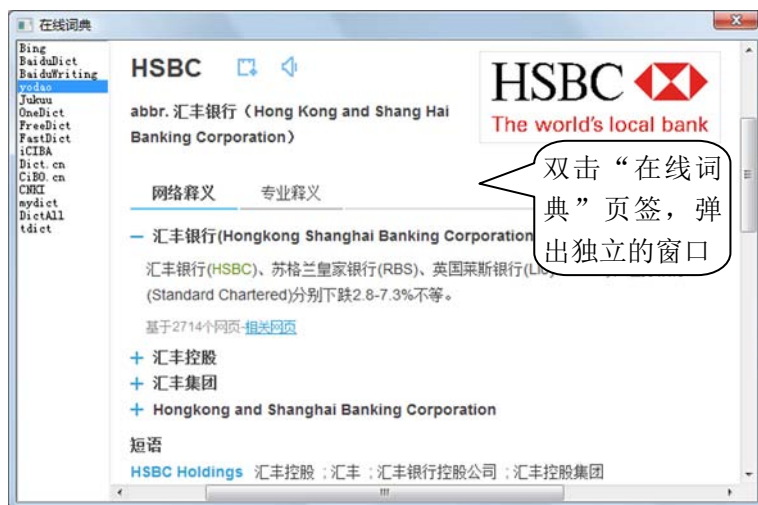 在线词典
Bing
BaiduDict
BaiduWriting
yodao
Jukuu
OneDict
FreeDict
FastDict
iCIBA
Dict.cn
CiBO.cn
CNKI
mydict
DictAll
tdict
HSBC
abbr. 汇丰银行（Hong Kong and Shang Hai
Banking Corporation）
HSBC
The world's local bank
双击“在线词
典”页签，弹
出独立的窗口
网络释义 专业释义
汇丰银行(Hongkong Shanghai Banking Corporation
汇丰银行(HSBC)、苏格兰皇家银行(RBS)、英国莱斯银行(
(Standard Chartered)分别下跌2.8-7.3%不等。
基于2714个网页-相关网页
+ 汇丰控股
+ 汇丰集团
+ Hongkong and Shanghai Banking Corporation
短语
HSBC Holdings 汇丰控股 ; 汇丰 ; 汇丰银行控股公司 ; 汇丰控股集团